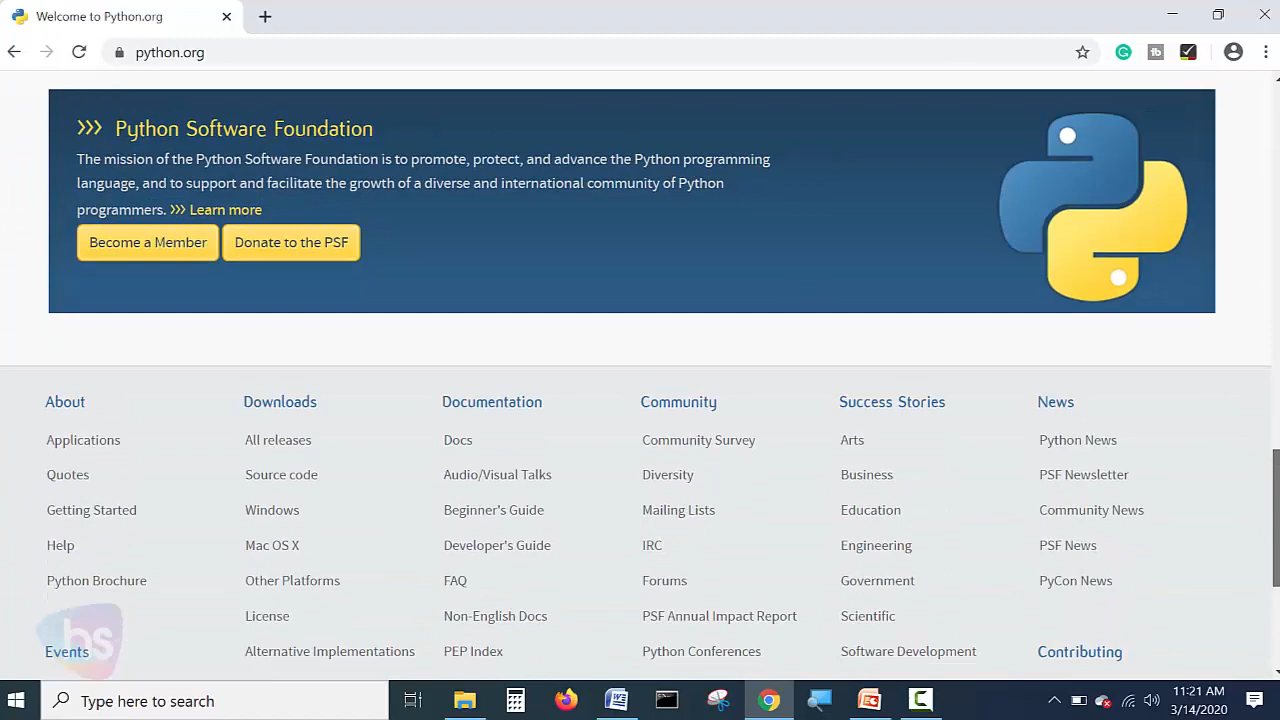 Welcome to Python.org
python.org
Python Software Foundation
The mission of the Python Software Foundation is to promote, protect, and advance the Python programming
language, and to support and facilitate the growth of a diverse and international community of Python
programmers. Learn more
Become a Member Donate to the PSF
About
Applications
Quotes
Getting Started
Help
Python Brochure
Events
Downloads
All releases
Source code
Windows
Mac OS X
Other Platforms
License
Alternative Implementations
Documentation
Docs
Audio/Visual Talks
Beginner's Guide
Developer's Guide
FAQ
Non-English Docs
PEP Index
Community
Community Survey
Diversity
Mailing Lists
IRC
Forums
PSF Annual Impact Report
Python Conferences
Success Stories
Arts
Business
Education
Engineering
Government
Scientific
Software Development
News
Python News
PSF Newsletter
Community News
PSF News
PyCon News
Contributing
bs
Type here to search
11:21 AM
3/14/2020